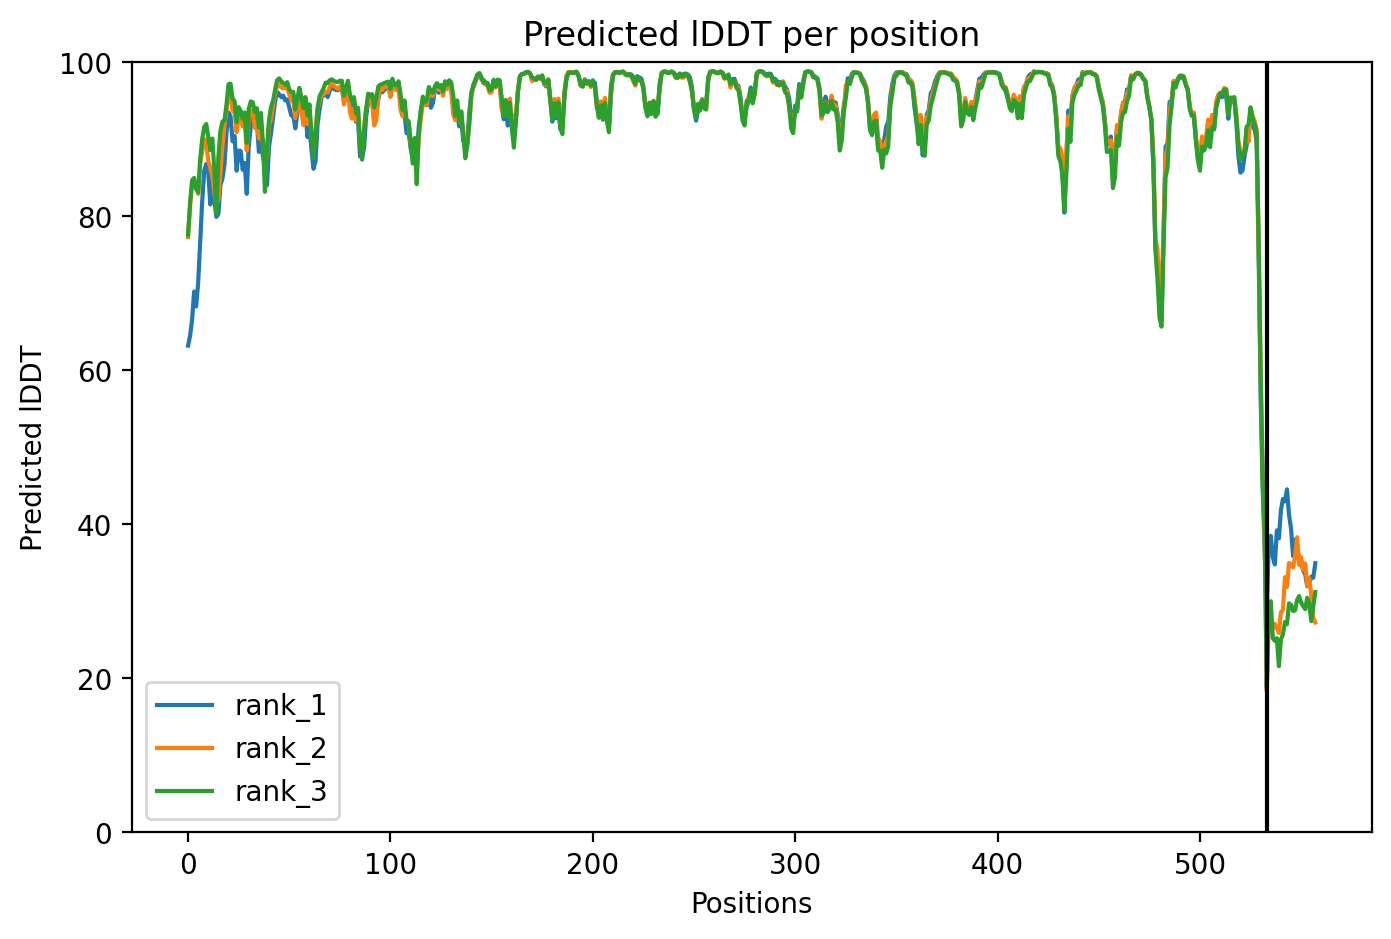 Predicted lDDT per position
100
80
60
40
20
0
Predicted lDDT
rank_1
rank_2
rank_3
0 100 200 300 400 500
Positions